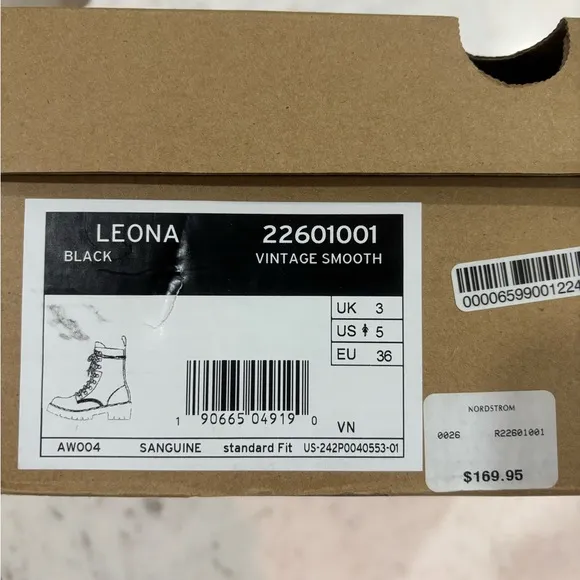 LEONA 22601001
BLACK VINTAGE SMOOTH
UK 3
US 5
EU 36
1 90665 04919 0
VN
AW004 SANGUINE standard Fit US-242P0040553-01
00006599001224
NORDSTROM
0026 R22601001
$169.95